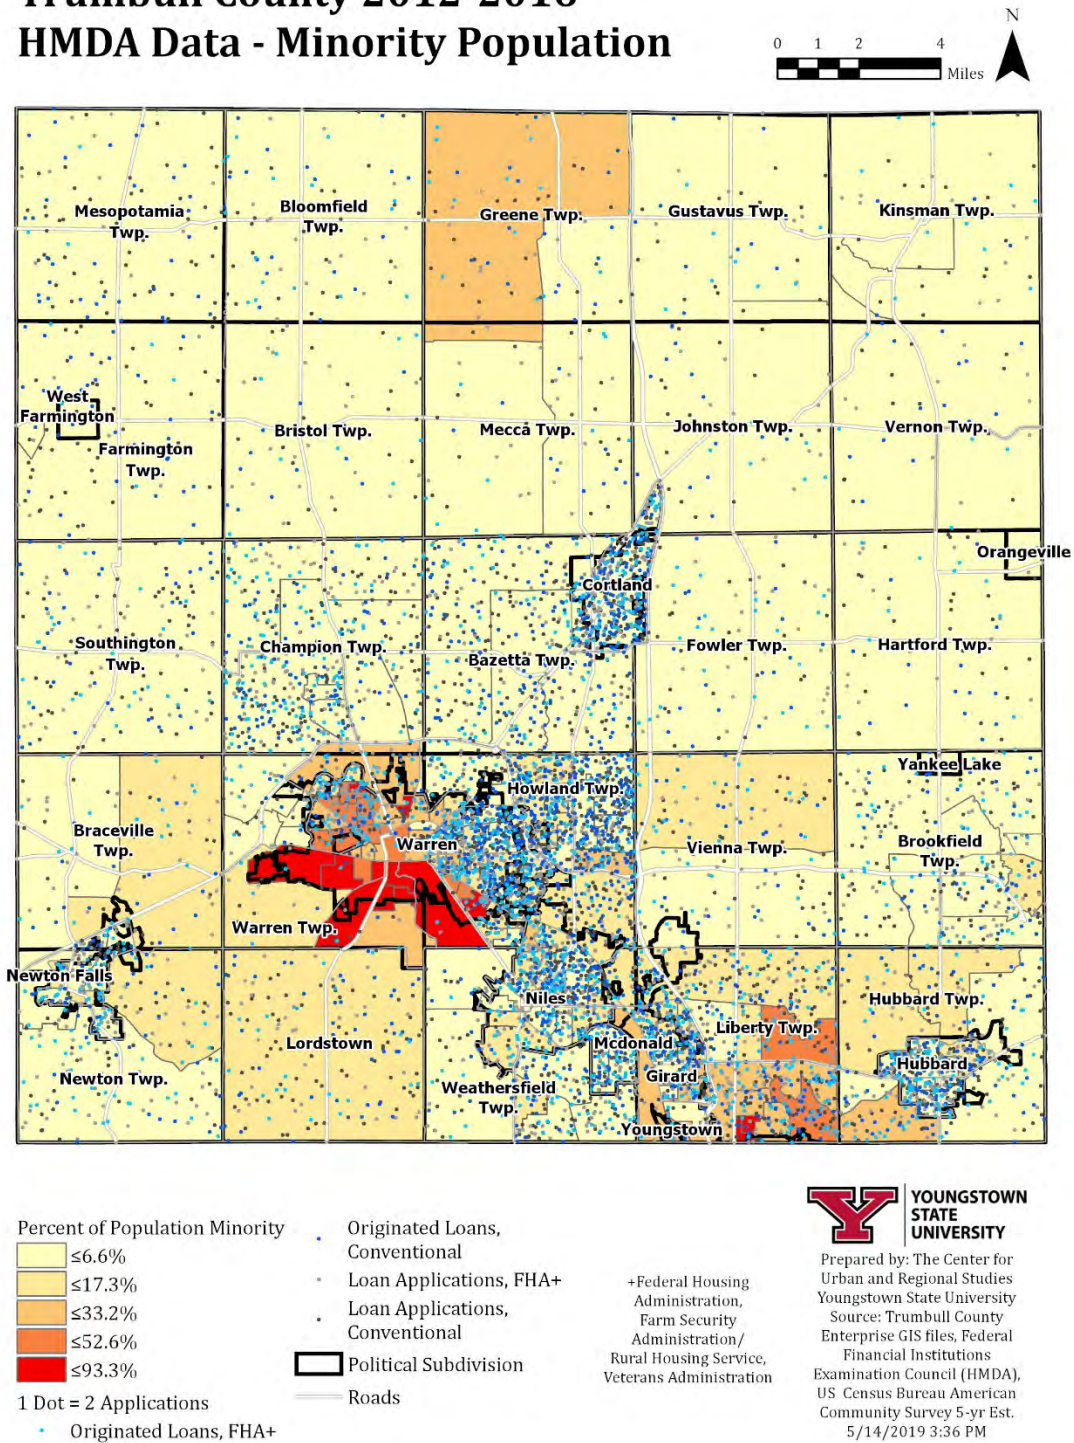 Trumbull County 2012-2018
HMDA Data - Minority Population
N
0 1 2 4
Miles
Mesopotamia
Twp.
Bloomfield
Twp.
Greene Twp.
Gustavus Twp.
Kinsman Twp.
West
Farmington
Farmington
Twp.
Bristol Twp.
Mecca Twp.
Johnston Twp.
Vernon Twp.
Orangeville
Cortland
Southington
Twp.
Champion Twp.
Bazetta Twp.
Fowler Twp.
Hartford Twp.
Yankee Lake
Howland Twp.
Braceville
Twp.
Warren
Vienna Twp.
Brookfield
Twp.
Warren Twp.
Newton Falls
Niles
Hubbard Twp.
Liberty Twp.
Lordstown
Mcdonald
Hubbard
Newton Twp.
Girard
Weathersfield
Twp.
Youngstown
Percent of Population Minority
≤6.6%
≤17.3%
≤33.2%
≤52.6%
≤93.3%
1 Dot = 2 Applications
Originated Loans, FHA+
Originated Loans,
Conventional
Loan Applications, FHA+
Loan Applications,
Conventional
Political Subdivision
Roads
+Federal Housing
Administration,
Farm Security
Administration/
Rural Housing Service,
Veterans Administration
Y
YOUNGSTOWN
STATE
UNIVERSITY
Prepared by: The Center for
Urban and Regional Studies
Youngstown State University
Source: Trumbull County
Enterprise GIS files, Federal
Financial Institutions
Examination Council (HMDA),
US Census Bureau American
Community Survey 5-yr Est.
5/14/2019 3:36 PM